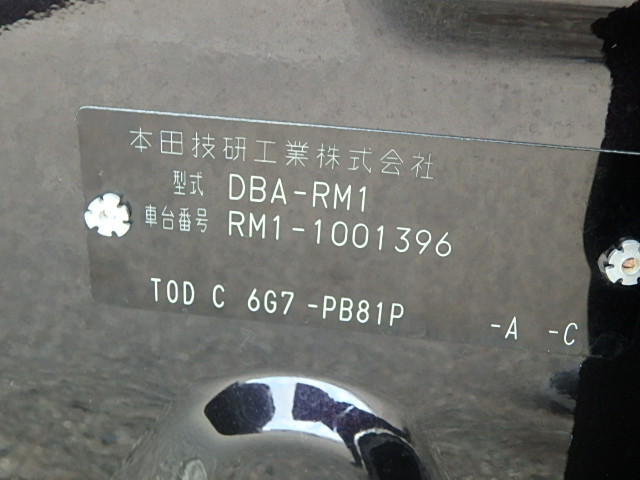 本田技研工業株式会社
型式 DBA-RM1
車台番号 RM1-1001396
TOD C 6G7 -PB81P -A -C